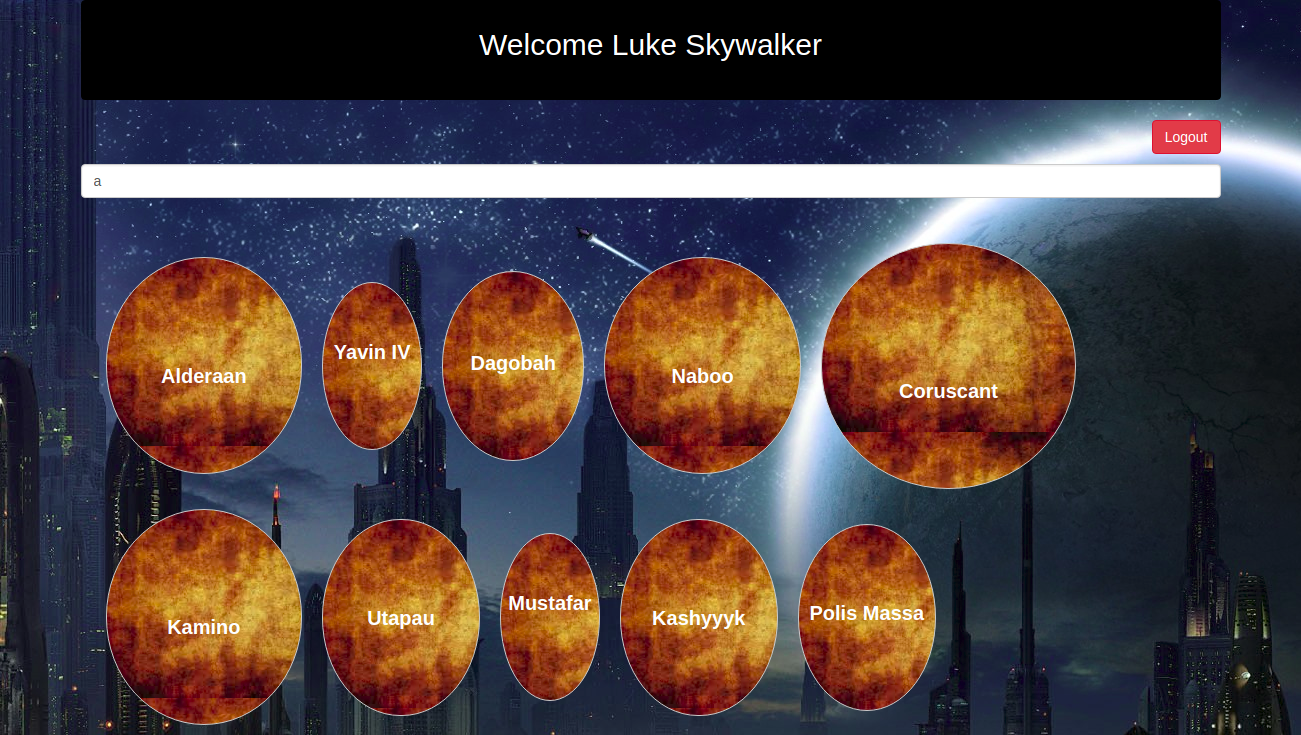 Welcome Luke Skywalker
Logout
a
Alderaan
Yavin IV
Dagobah
Naboo
Coruscant
Kamino
Utapau
Mustafar
Kashyyyk
Polis Massa